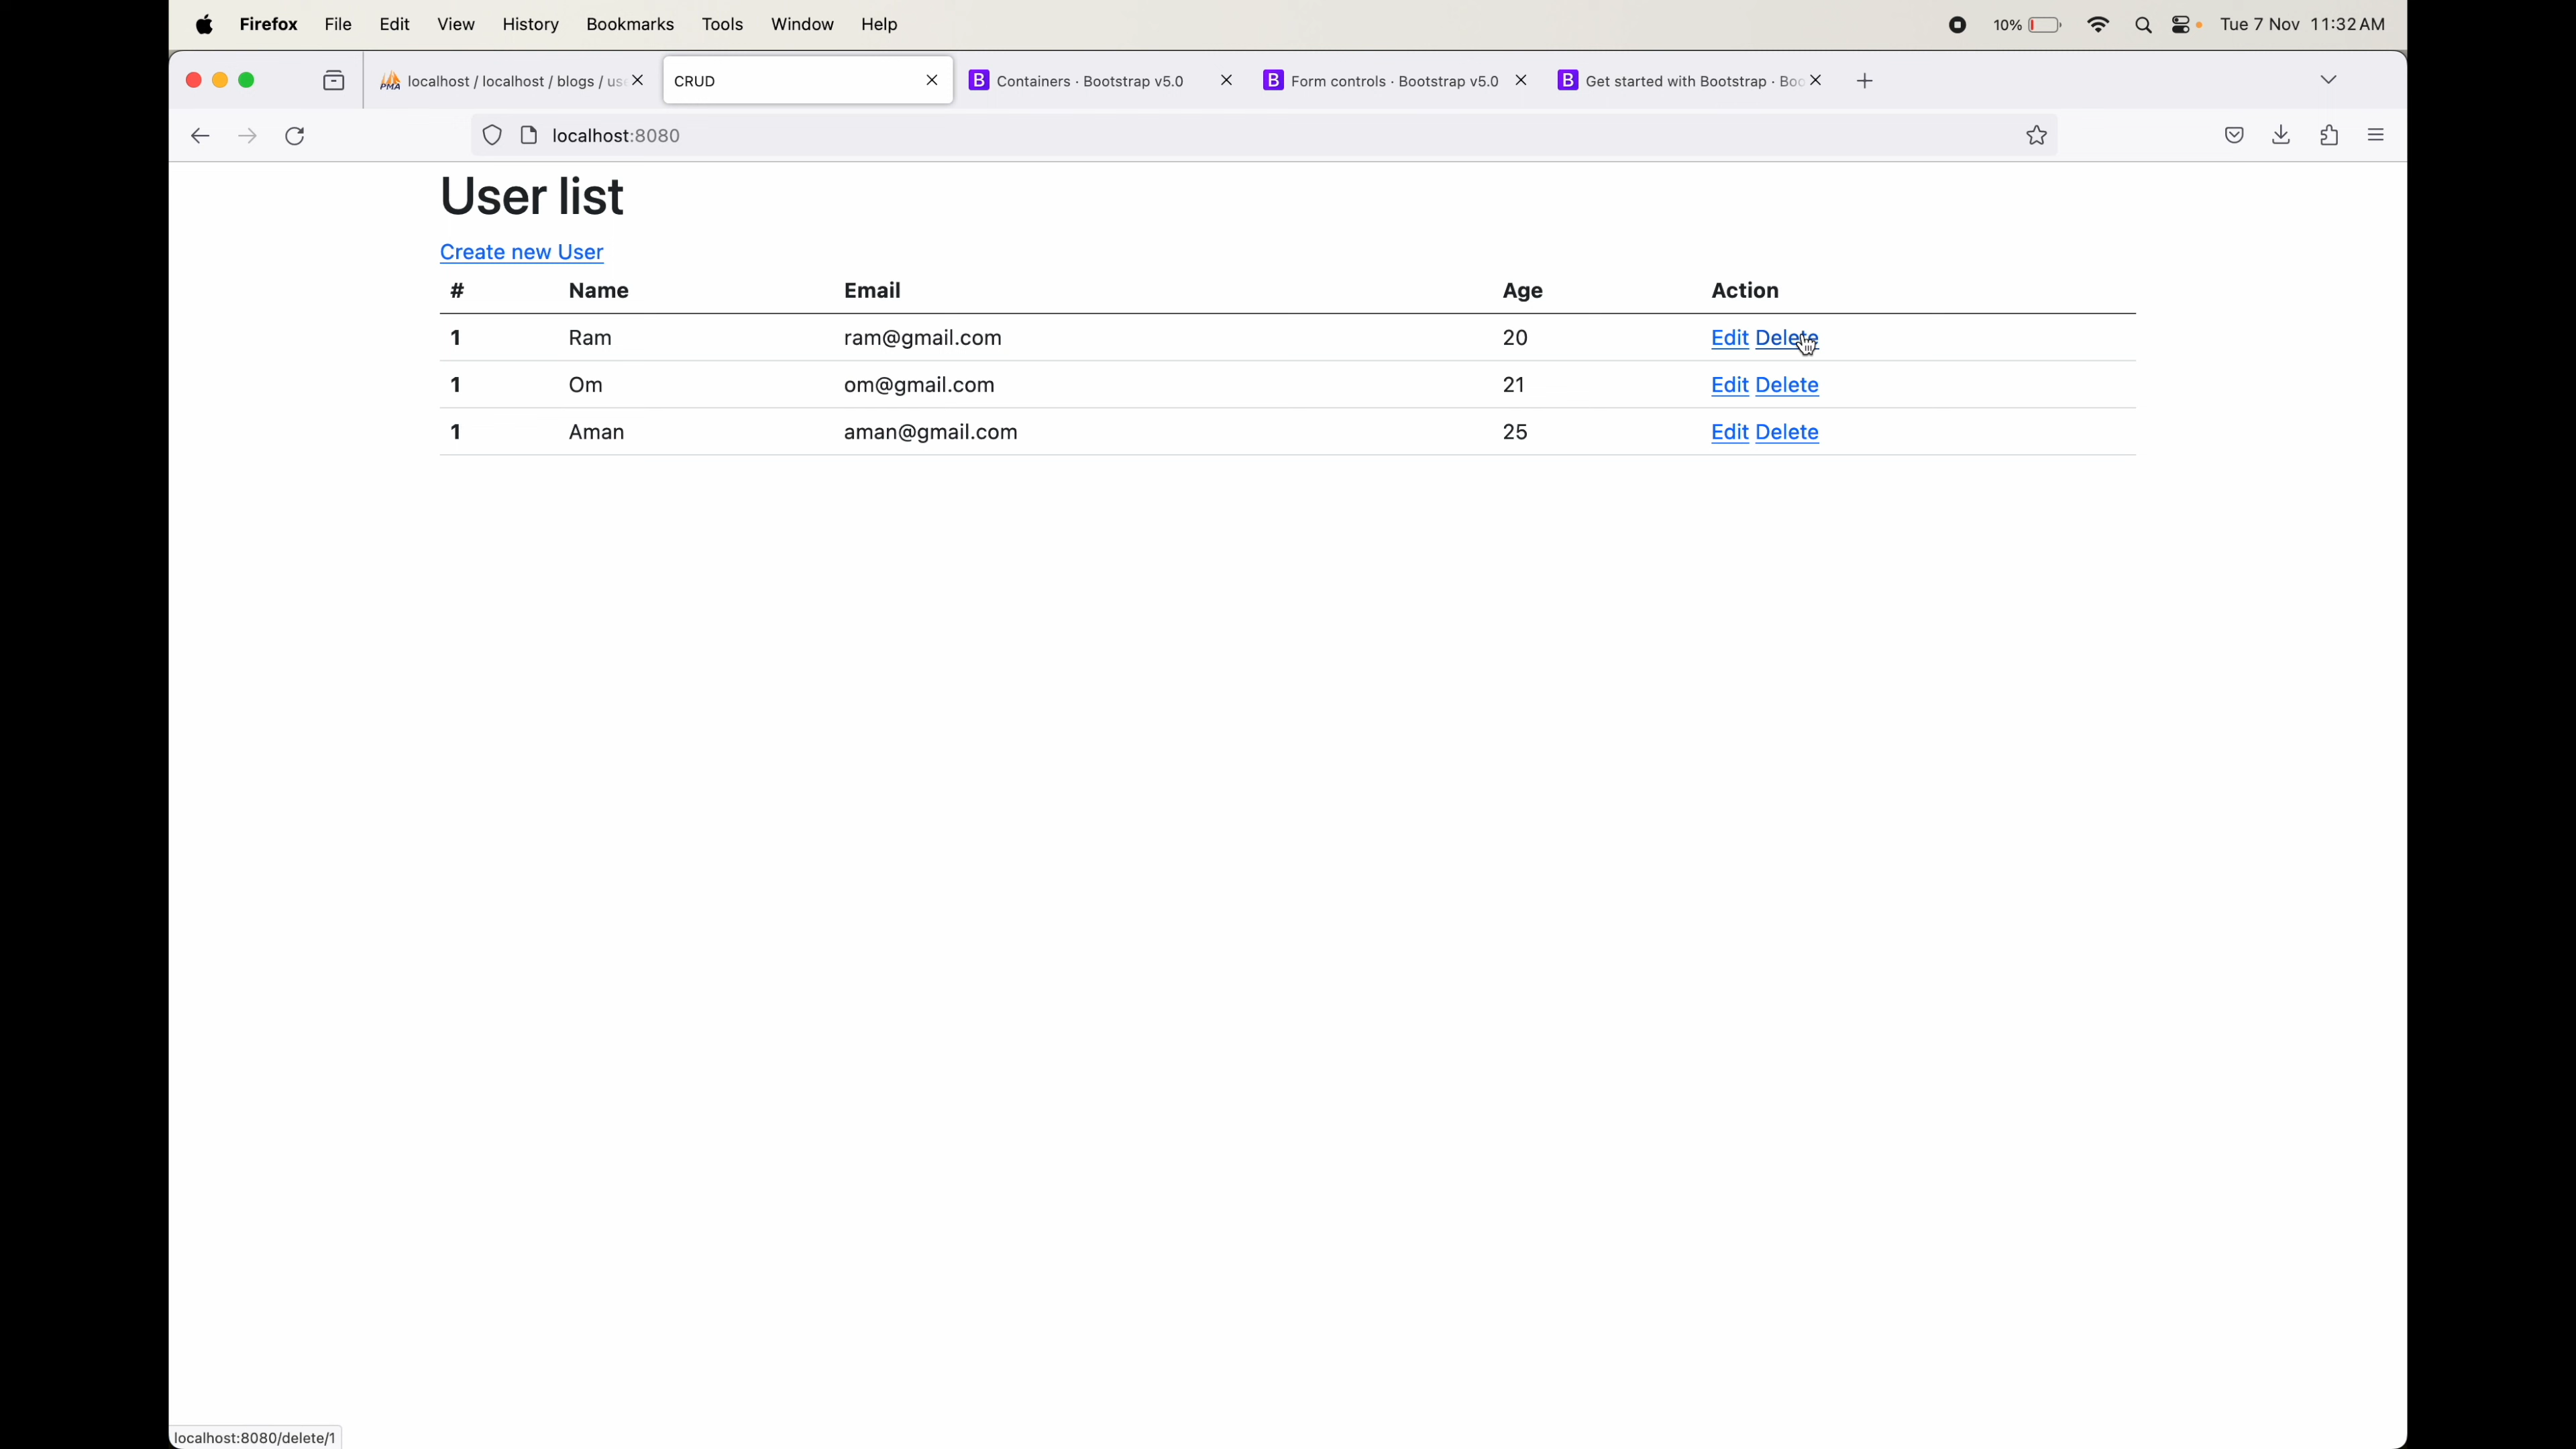 Firefox File Edit View History Bookmarks Tools Window Help 10% Tue 7 Nov 11:32 AM
PMA localhost / localhost / blogs / use CRUD B Containers · Bootstrap v5.0 B Form controls · Bootstrap v5.0 B Get started with Bootstrap · Boo
localhost:8080
User list
Create new User
# Name Email Age Action
1 Ram ram@gmail.com 20 Edit Delete
1 Om om@gmail.com 21 Edit Delete
1 Aman aman@gmail.com 25 Edit Delete
localhost:8080/delete/1